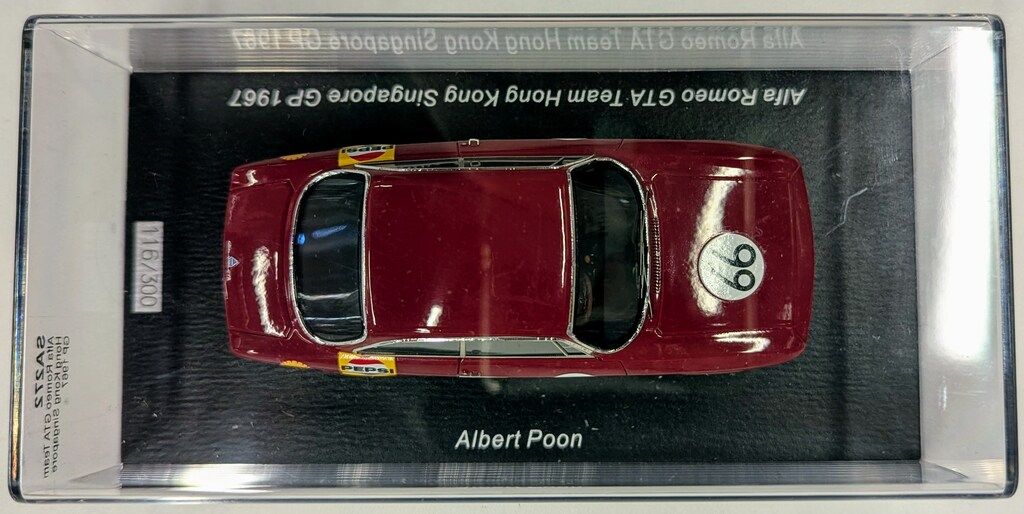 Alfa Romeo GTA Team Hong Kong Singapore GP 1967
Alfa Romeo GTA Team Hong Kong Singapore GP 1967
PEPSI
116/300
99
PEPSI
SA272
Alfa Romeo GTA Team
Hong Kong Singapore
GP 1967
Albert Poon